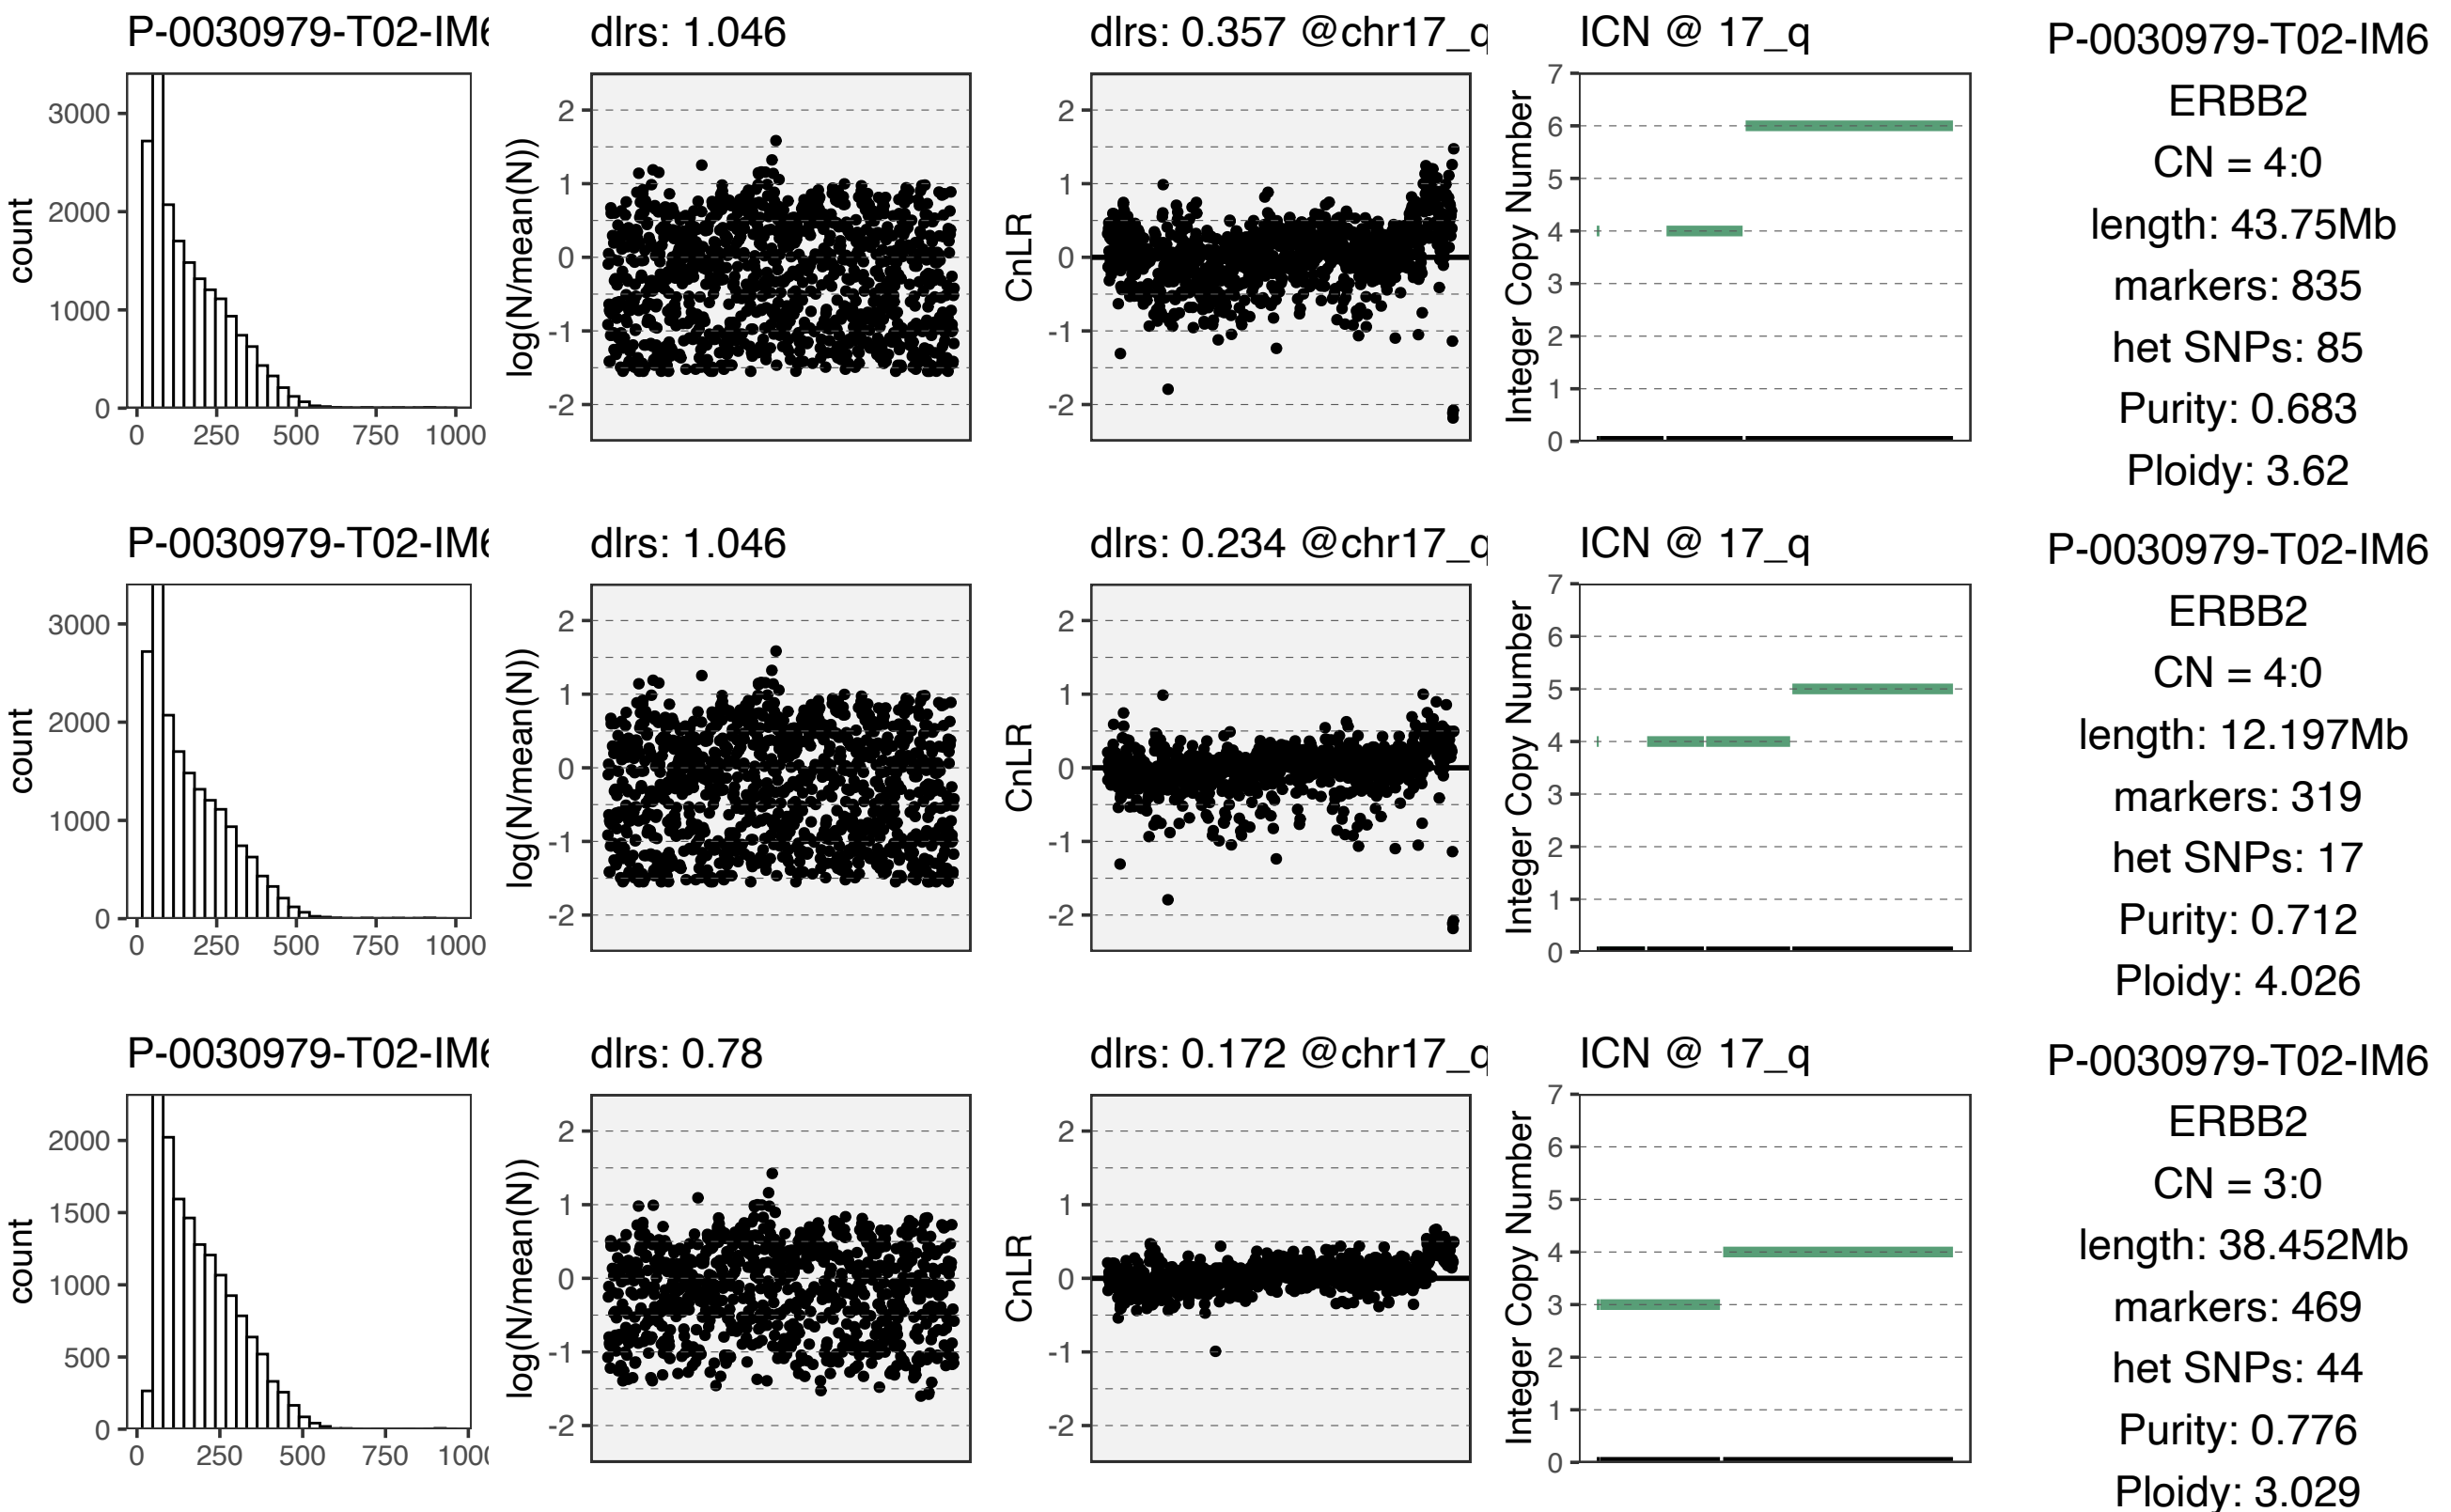 P-0030979-T02-IM6
dlrs: 1.046
dlrs: 0.357 @chr17_q
ICN @ 17_q
P-0030979-T02-IM6
count
3000
2000
1000
0
0 250 500 750 1000
log(N/mean(N))
2
1
0
-1
-2
CnLR
2
1
0
-1
-2
Integer Copy Number
7
6
5
4
3
2
1
0
ERBB2
CN = 4:0
length: 43.75Mb
markers: 835
het SNPs: 85
Purity: 0.683
Ploidy: 3.62
P-0030979-T02-IM6
dlrs: 1.046
dlrs: 0.234 @chr17_q
ICN @ 17_q
P-0030979-T02-IM6
count
3000
2000
1000
0
0 250 500 750 1000
log(N/mean(N))
2
1
0
-1
-2
CnLR
2
1
0
-1
-2
Integer Copy Number
7
6
5
4
3
2
1
0
ERBB2
CN = 4:0
length: 12.197Mb
markers: 319
het SNPs: 17
Purity: 0.712
Ploidy: 4.026
P-0030979-T02-IM6
dlrs: 0.78
dlrs: 0.172 @chr17_q
ICN @ 17_q
P-0030979-T02-IM6
count
2000
1500
1000
500
0
0 250 500 750 1000
log(N/mean(N))
2
1
0
-1
-2
CnLR
2
1
0
-1
-2
Integer Copy Number
7
6
5
4
3
2
1
0
ERBB2
CN = 3:0
length: 38.452Mb
markers: 469
het SNPs: 44
Purity: 0.776
Ploidy: 3.029